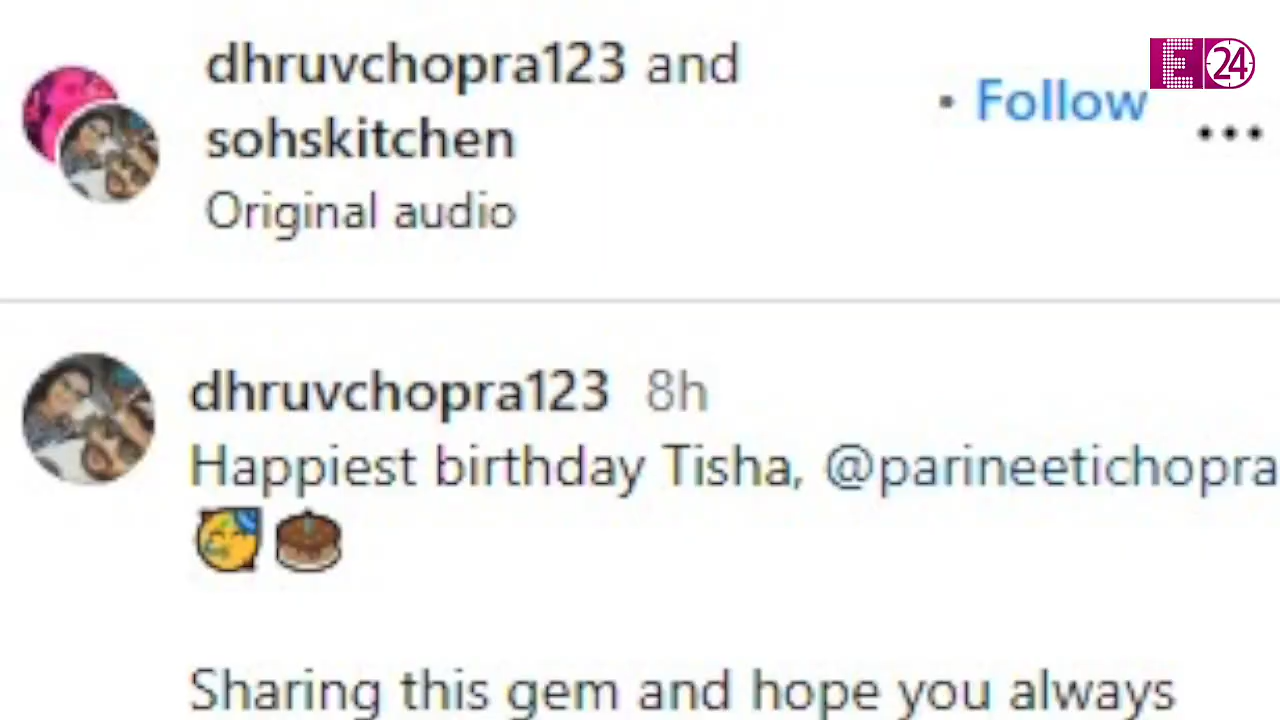 dhruvchopra123 and
sohskitchen
Original audio
• Follow
E 24
dhruvchopra123 8h
Happiest birthday Tisha, @parineetichopra
🥳🎂
Sharing this gem and hope you always